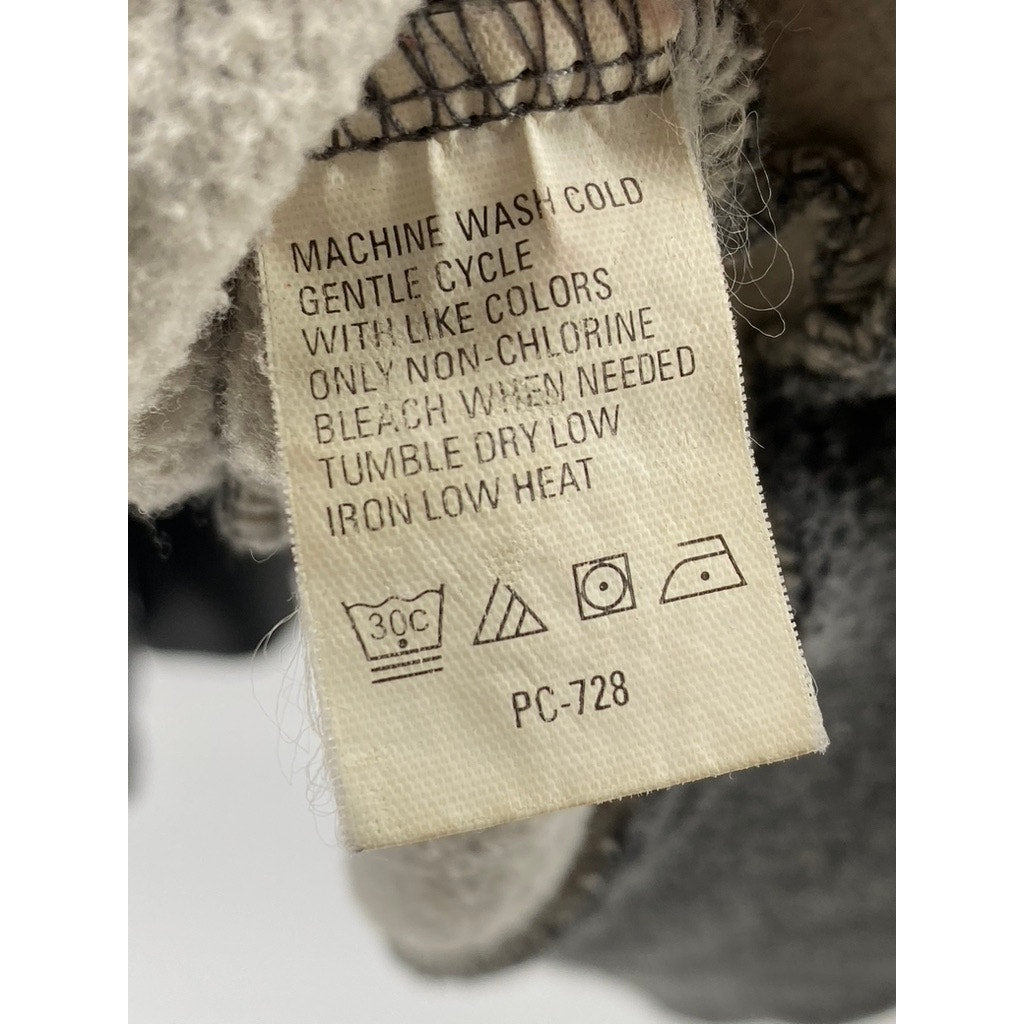 MACHINE WASH COLD
GENTLE CYCLE
WITH LIKE COLORS
ONLY NON-CHLORINE
BLEACH WHEN NEEDED
TUMBLE DRY LOW
IRON LOW HEAT
30C
PC-728